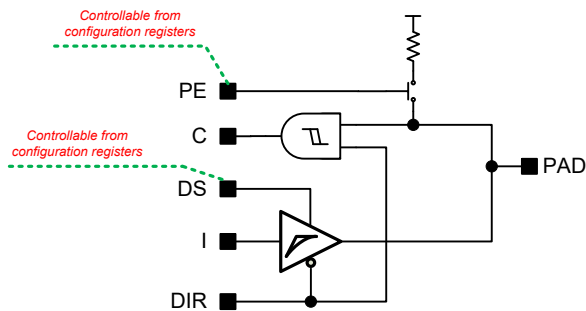 Controllable from
configuration registers
PE
C
Controllable from
configuration registers
DS
PAD
I
DIR